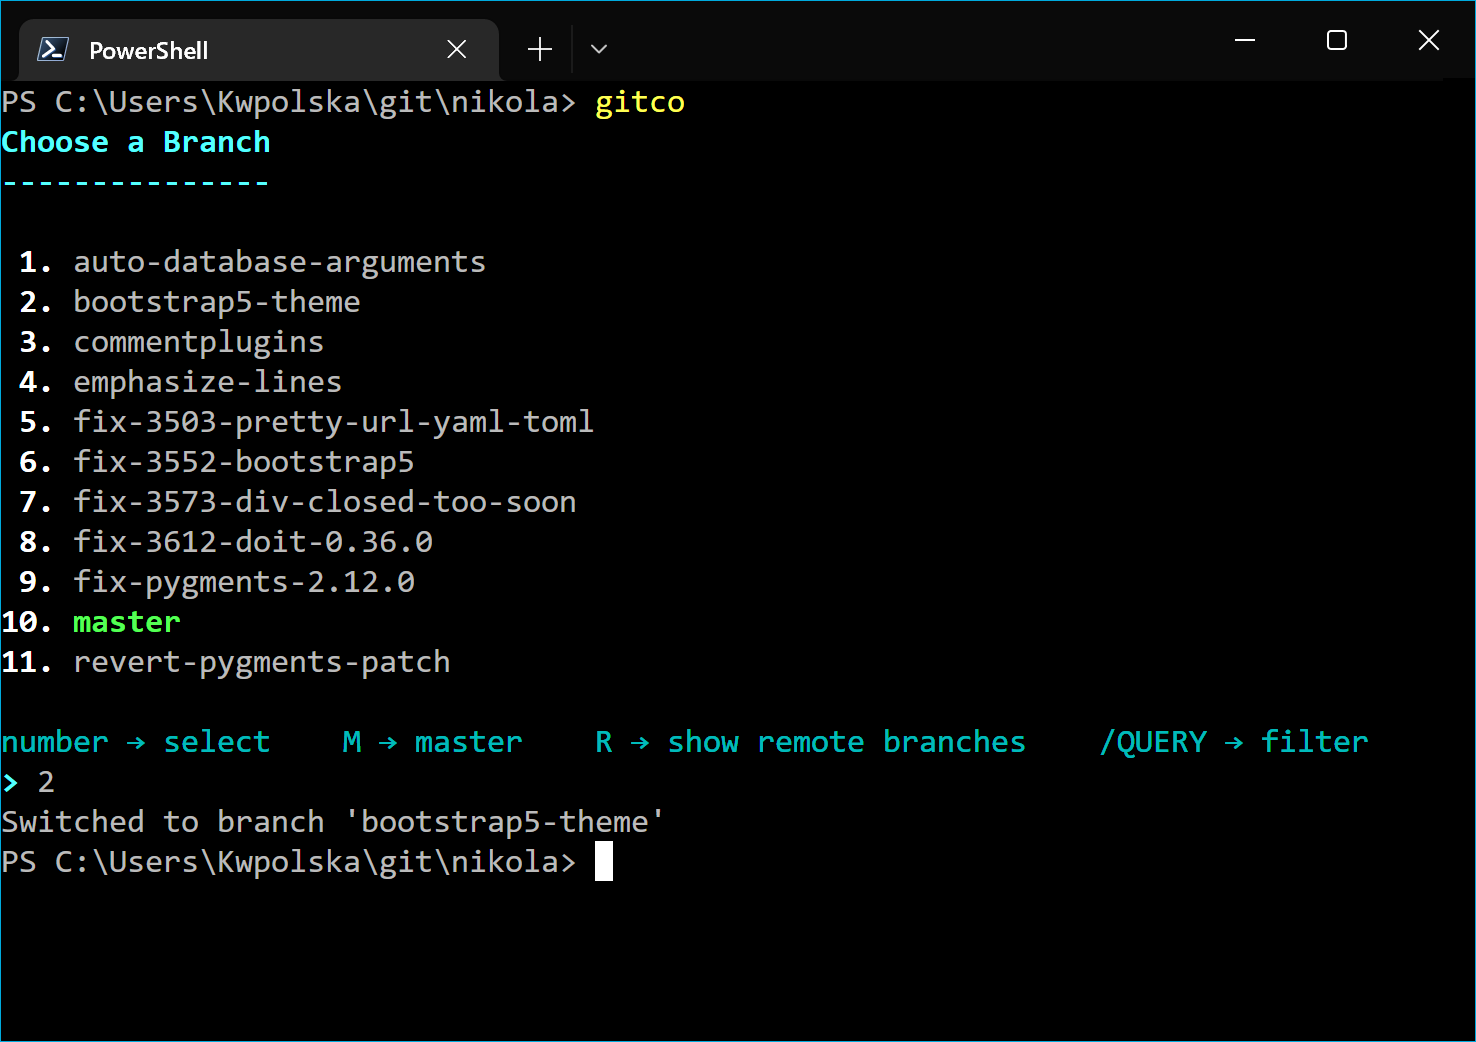 PowerShell
PS C:\Users\Kwpolska\git\nikola> gitco
Choose a Branch
---------------
1. auto-database-arguments
2. bootstrap5-theme
3. commentplugins
4. emphasize-lines
5. fix-3503-pretty-url-yaml-toml
6. fix-3552-bootstrap5
7. fix-3573-div-closed-too-soon
8. fix-3612-doit-0.36.0
9. fix-pygments-2.12.0
10. master
11. revert-pygments-patch
number → select    M → master    R → show remote branches    /QUERY → filter
> 2
Switched to branch 'bootstrap5-theme'
PS C:\Users\Kwpolska\git\nikola>